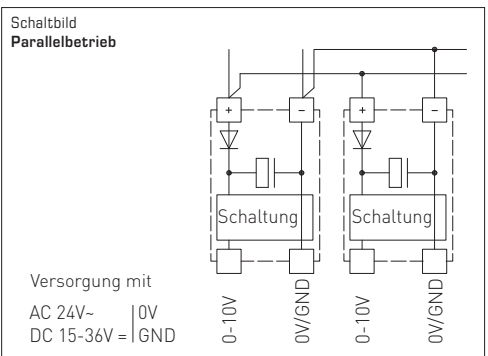 Schaltbild
Parallelbetrieb
+ − + −
Schaltung Schaltung
Versorgung mit
AC 24V~ 0V
DC 15-36V = GND
0-10V
0V/GND
0-10V
0V/GND